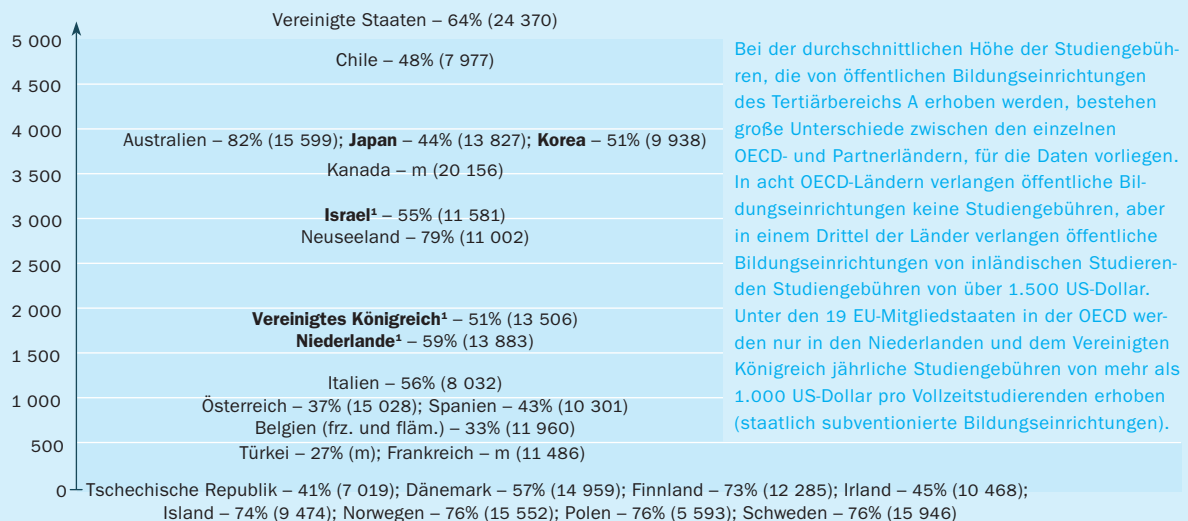 Vereinigte Staaten – 64% (24 370)
5 000
Chile – 48% (7 977)
4 500
4 000
Australien – 82% (15 599); Japan – 44% (13 827); Korea – 51% (9 938)
Kanada – m (20 156)
3 500
Israel¹ – 55% (11 581)
3 000
Neuseeland – 79% (11 002)
2 500
2 000
Vereinigtes Königreich¹ – 51% (13 506)
Niederlande¹ – 59% (13 883)
1 500
Italien – 56% (8 032)
1 000
Österreich – 37% (15 028); Spanien – 43% (10 301)
Belgien (frz. und fläm.) – 33% (11 960)
500
Türkei – 27% (m); Frankreich – m (11 486)
0
Tschechische Republik – 41% (7 019); Dänemark – 57% (14 959); Finnland – 73% (12 285); Irland – 45% (10 468);
Island – 74% (9 474); Norwegen – 76% (15 552); Polen – 76% (5 593); Schweden – 76% (15 946)
Bei der durchschnittlichen Höhe der Studiengebüh-
ren, die von öffentlichen Bildungseinrichtungen
des Tertiärbereichs A erhoben werden, bestehen
große Unterschiede zwischen den einzelnen
OECD- und Partnerländern, für die Daten vorliegen.
In acht OECD-Ländern verlangen öffentliche Bil-
dungseinrichtungen keine Studiengebühren, aber
in einem Drittel der Länder verlangen öffentliche
Bildungseinrichtungen von inländischen Studieren-
den Studiengebühren von über 1.500 US-Dollar.
Unter den 19 EU-Mitgliedstaaten in der OECD wer-
den nur in den Niederlanden und dem Vereinigten
Königreich jährliche Studiengebühren von mehr als
1.000 US-Dollar pro Vollzeitstudierenden erhoben
(staatlich subventionierte Bildungseinrichtungen).